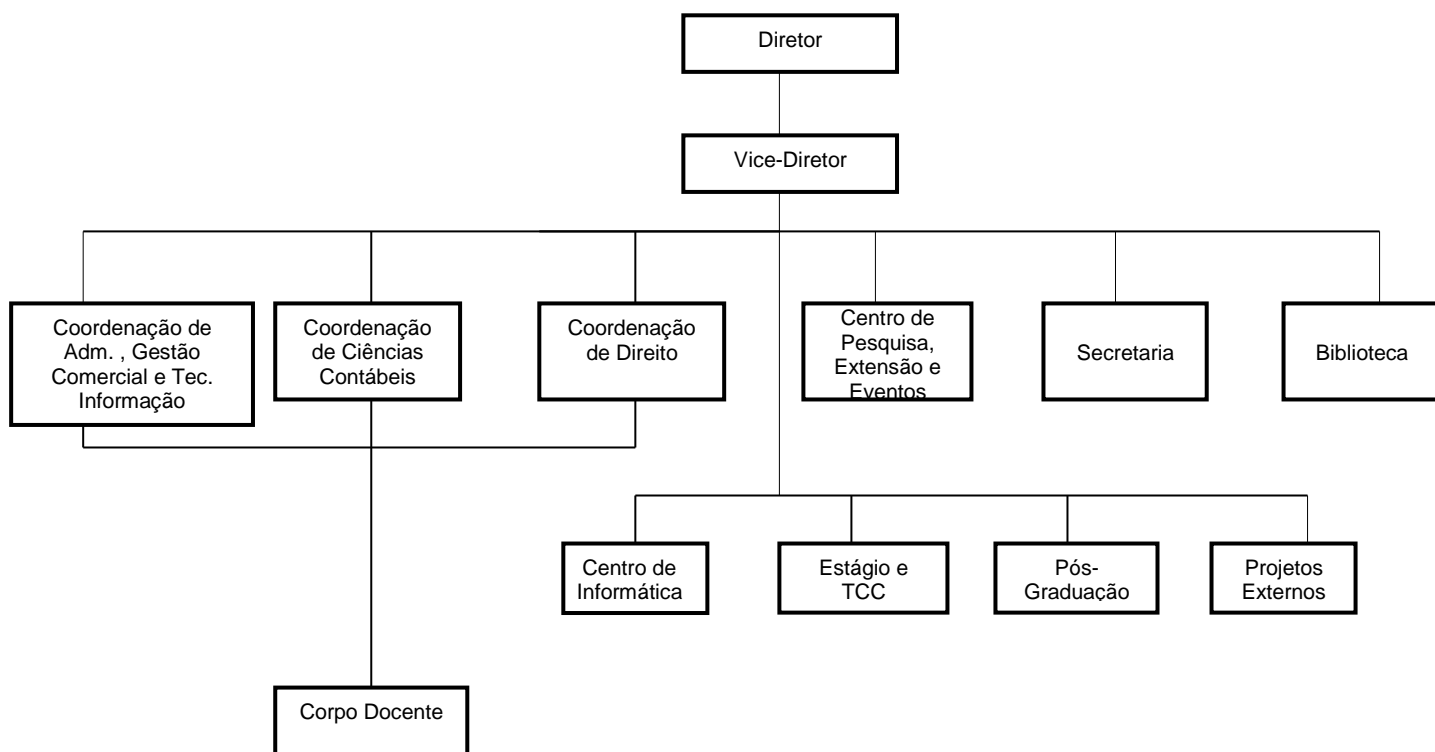 Diretor
Vice-Diretor
Coordenação de
Adm. , Gestão
Comercial e Tec.
Informação
Coordenação
de Ciências
Contábeis
Coordenação
de Direito
Centro de
Pesquisa,
Extensão e
Eventos
Secretaria
Biblioteca
Centro de
Informática
Estágio e
TCC
Pós-
Graduação
Projetos
Externos
Corpo Docente